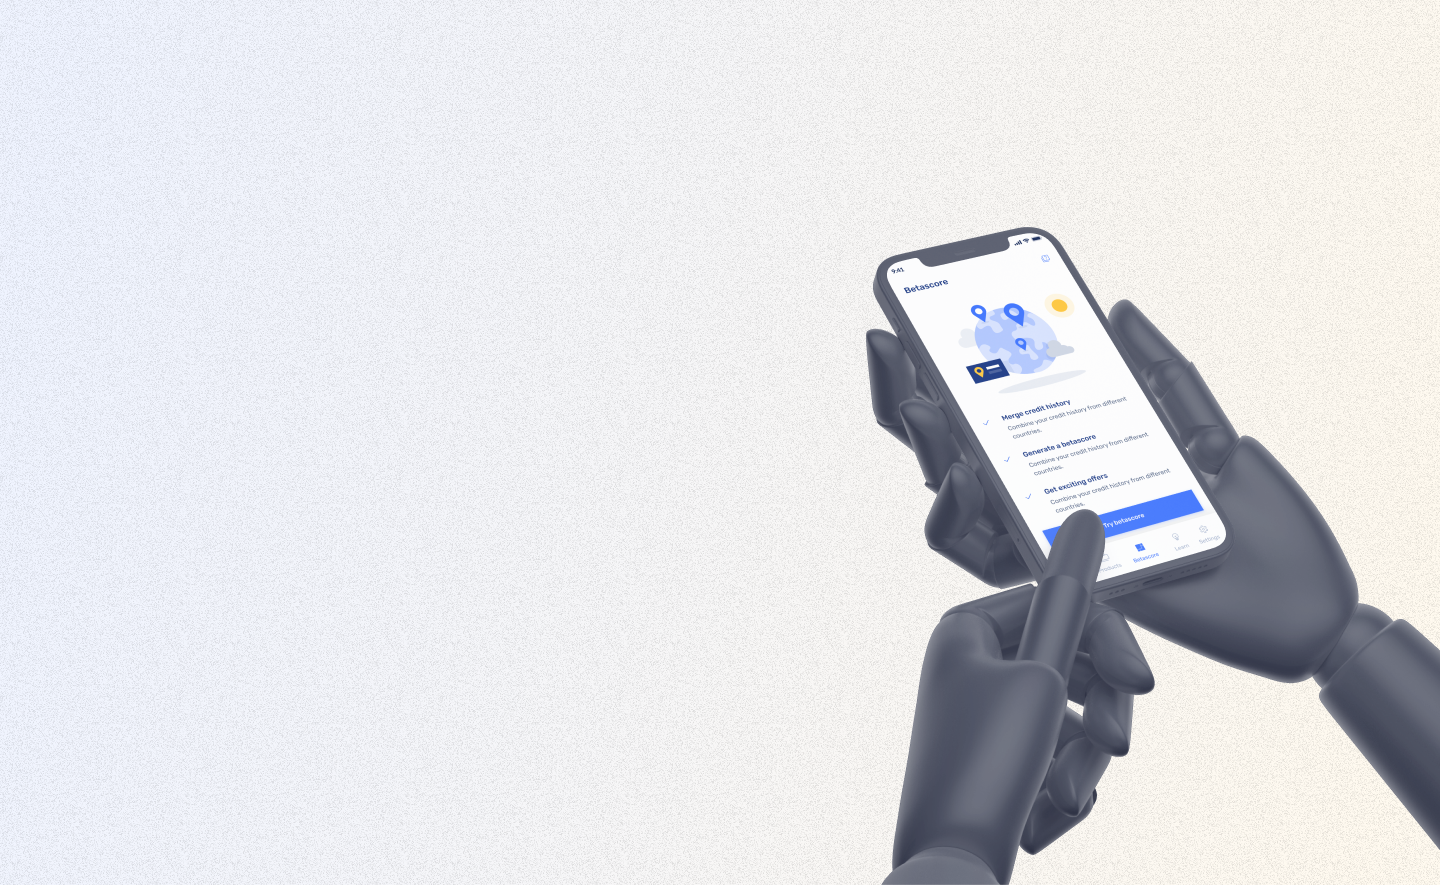 9:41
Betascore
Merge credit history
Combine your credit history from different
countries.
Generate a betascore
Combine your credit history from different
countries.
Get exciting offers
Combine your credit history from different
countries.
Try betascore
Betascore
Learn
Settings